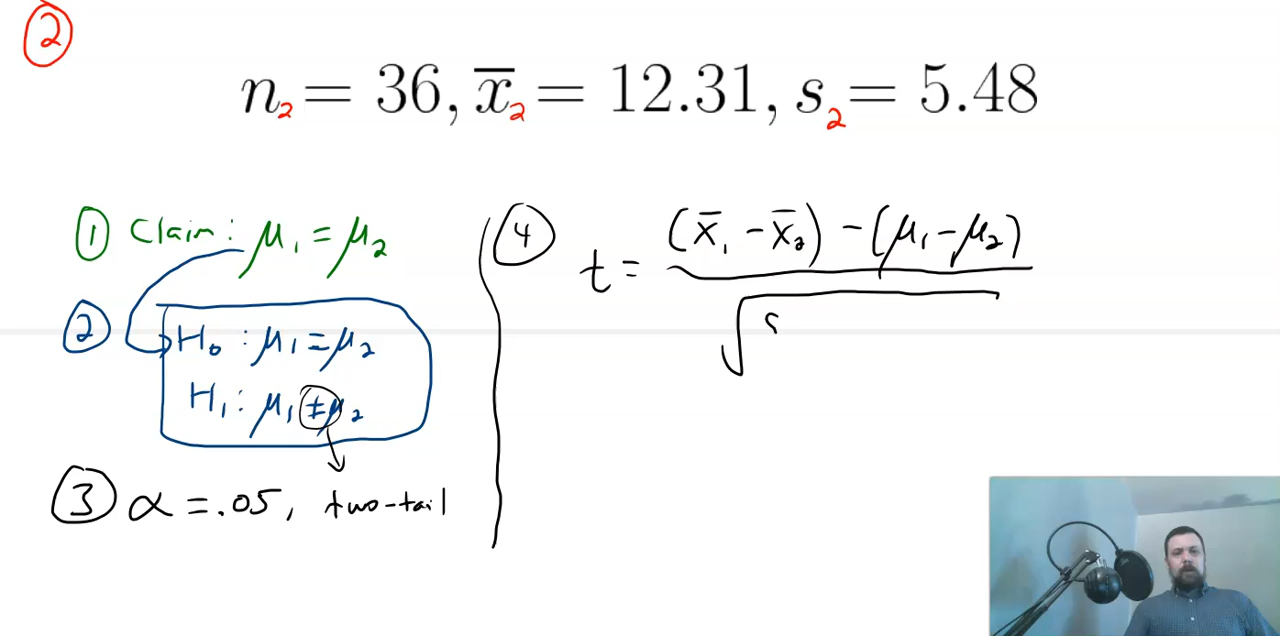 ②
n₂ = 36, x̅₂ = 12.31, s₂ = 5.48
① Claim: μ₁ = μ₂
② H₀: μ₁ = μ₂
H₁: μ₁ ≠ μ₂
③ α = .05, two-tail
④ t = (x̅₁ - x̅₂) - (μ₁ - μ₂)
√s